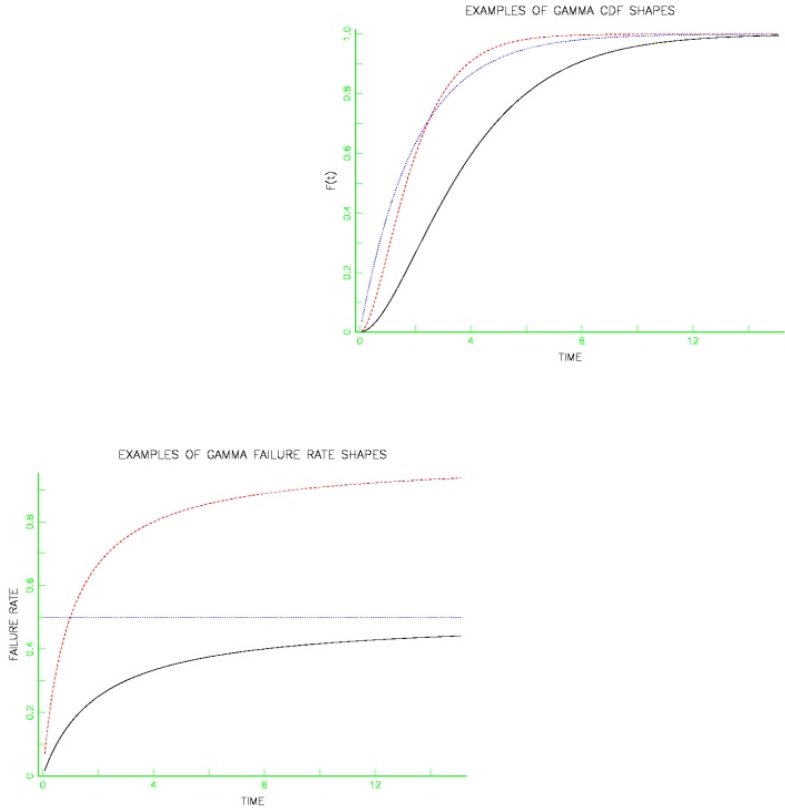 EXAMPLES OF GAMMA CDF SHAPES
1.0
0.8
0.6
F(t)
0.4
0.2
0
0 4 8 12
TIME
EXAMPLES OF GAMMA FAILURE RATE SHAPES
0.8
0.6
FAILURE RATE
0.4
0.2
0
0 4 8 12
TIME